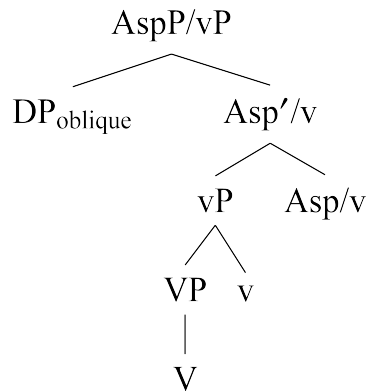 AspP/vP
DPoblique Asp′/v
vP Asp/v
VP v
V